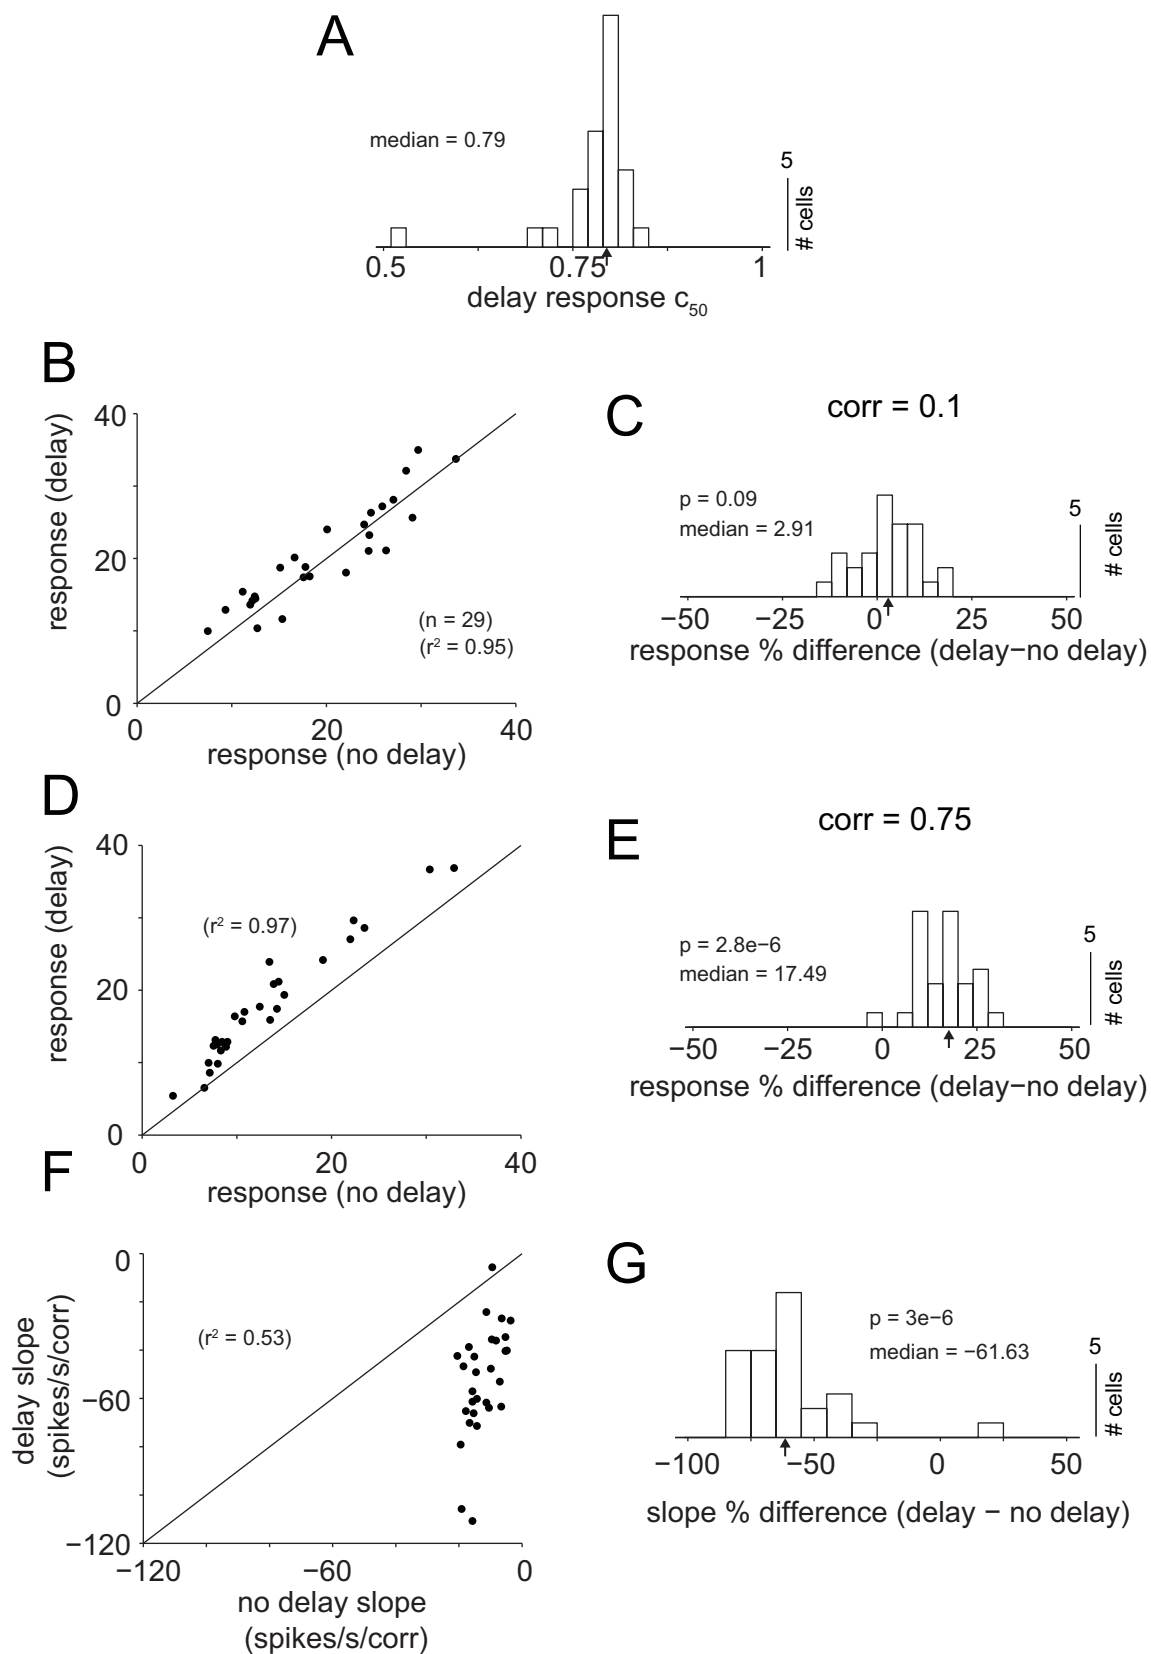 A
median = 0.79
5
# cells
0.5
0.75
1
delay response c50
B
40
20
0
response (delay)
(n = 29)
(r2 = 0.95)
0
20
40
response (no delay)
C
corr = 0.1
p = 0.09
median = 2.91
5
# cells
−50
−25
0
25
50
response % difference (delay−no delay)
D
40
20
0
response (delay)
(r2 = 0.97)
0
20
40
response (no delay)
E
corr = 0.75
p = 2.8e−6
median = 17.49
5
# cells
−50
−25
0
25
50
response % difference (delay−no delay)
F
0
−60
−120
delay slope
(spikes/s/corr)
(r2 = 0.53)
−120
−60
0
no delay slope
(spikes/s/corr)
G
p = 3e−6
median = −61.63
5
# cells
−100
−50
0
50
slope % difference (delay − no delay)